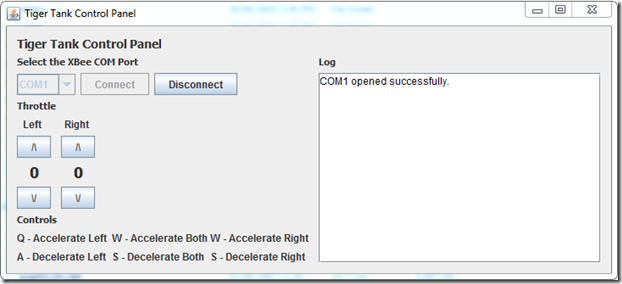 Tiger Tank Control Panel
Tiger Tank Control Panel
Select the XBee COM Port
COM1 Connect Disconnect
Throttle
Left Right
Λ Λ
0 0
V V
Controls
Q - Accelerate Left W - Accelerate Both W - Accelerate Right
A - Decelerate Left S - Decelerate Both S - Decelerate Right
Log
COM1 opened successfully.